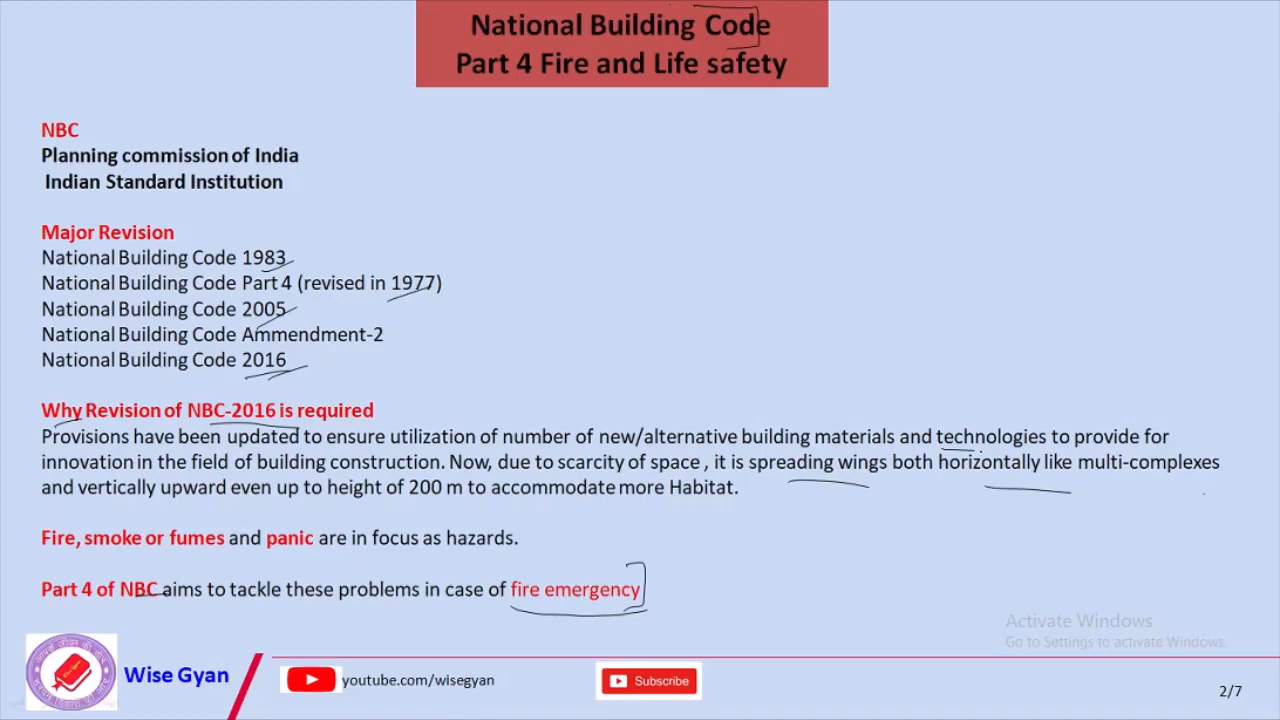 National Building Code
Part 4 Fire and Life safety
NBC
Planning commission of India
Indian Standard Institution
Major Revision
National Building Code 1983
National Building Code Part 4 (revised in 1977)
National Building Code 2005
National Building Code Ammendment-2
National Building Code 2016
Why Revision of NBC-2016 is required
Provisions have been updated to ensure utilization of number of new/alternative building materials and technologies to provide for
innovation in the field of building construction. Now, due to scarcity of space , it is spreading wings both horizontally like multi-complexes
and vertically upward even up to height of 200 m to accommodate more Habitat.
Fire, smoke or fumes and panic are in focus as hazards.
Part 4 of NBC aims to tackle these problems in case of fire emergency
Activate Windows
Go to Settings to activate Windows.
Wise Gyan
youtube.com/wisegyan
Subscribe
2/7